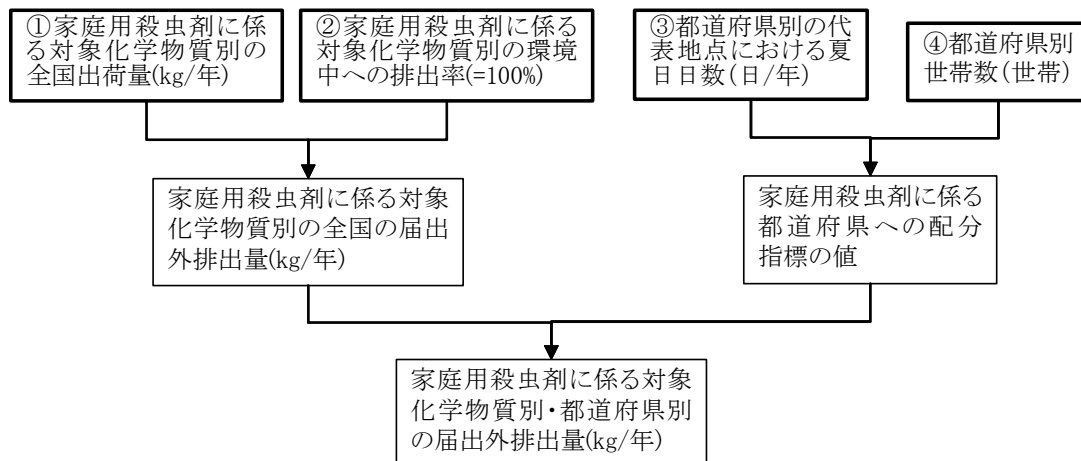 ①家庭用殺虫剤に係
る対象化学物質別の
全国出荷量(kg/年)
②家庭用殺虫剤に係る
対象化学物質別の環境
中への排出率(=100%)
③都道府県別の代
表地点における夏
日日数(日/年)
④都道府県別
世帯数(世帯)
家庭用殺虫剤に係る対象
化学物質別の全国の届出
外排出量(kg/年)
家庭用殺虫剤に係る
都道府県への配分
指標の値
家庭用殺虫剤に係る対象
化学物質別・都道府県別
の届出外排出量(kg/年)